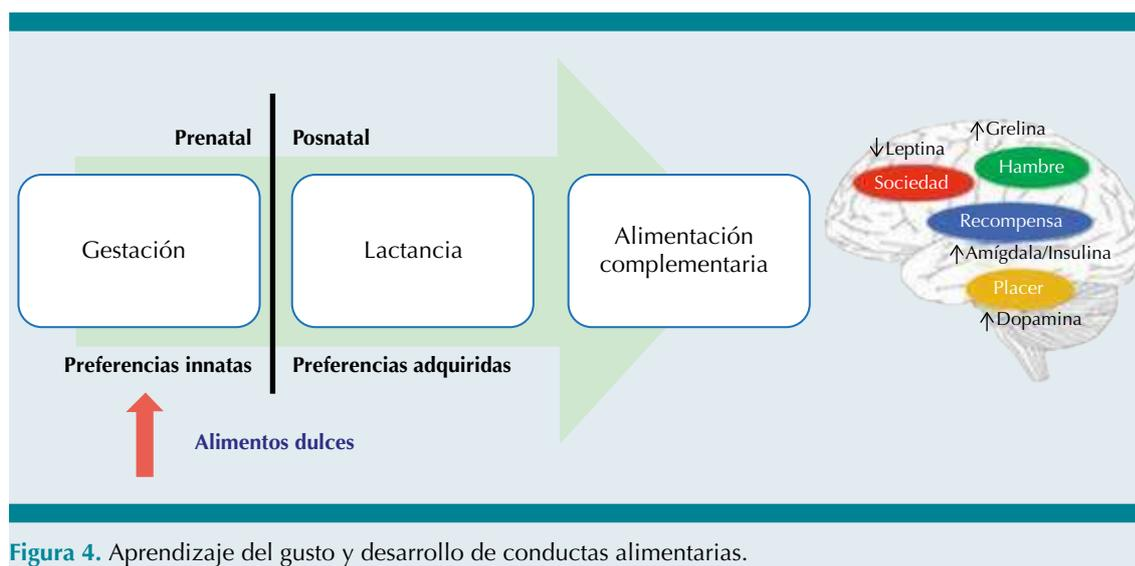 Prenatal
Posnatal
Gestación
Lactancia
Alimentación
complementaria
Preferencias innatas
Preferencias adquiridas
Alimentos dulces
↑Grelina
↓Leptina
Hambre
Sociedad
Recompensa
↑Amígdala/Insulina
Placer
↑Dopamina
Figura 4. Aprendizaje del gusto y desarrollo de conductas alimentarias.